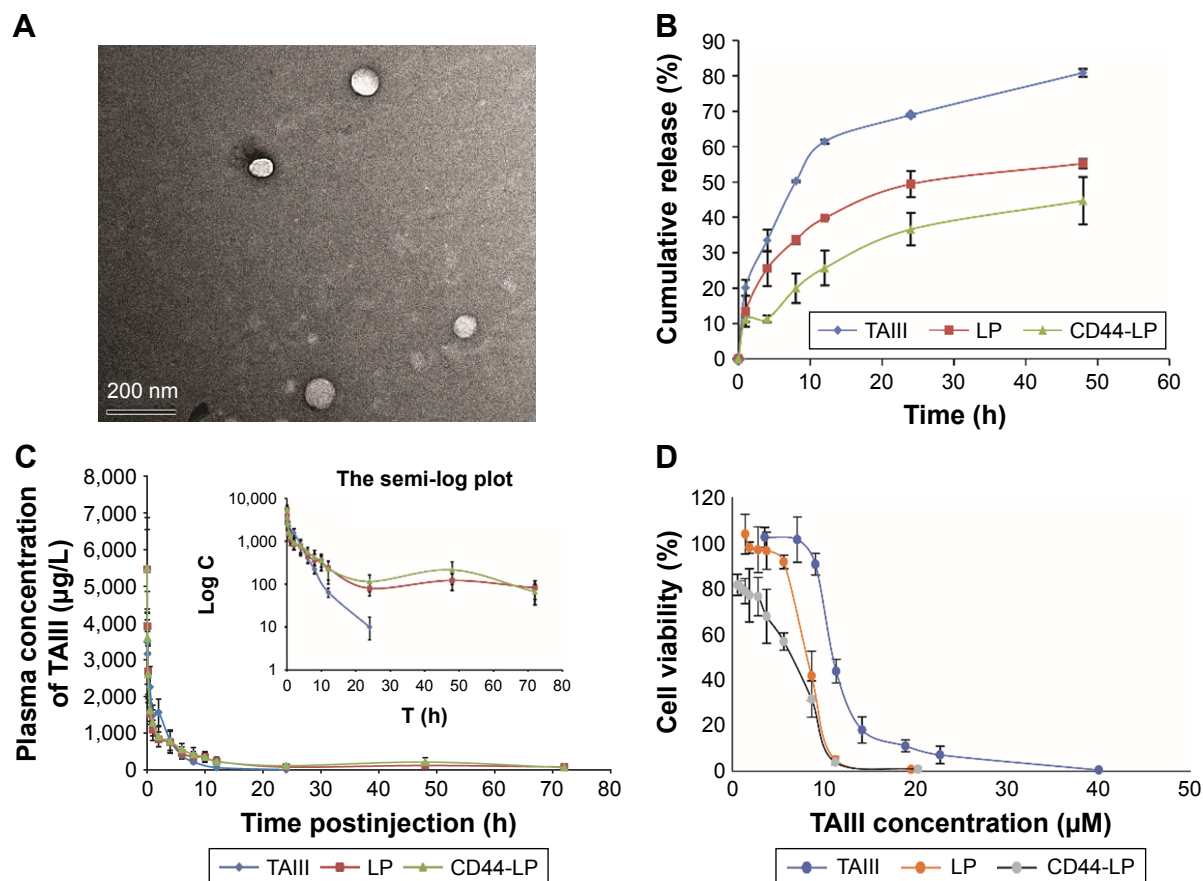 A
200 nm
B
Cumulative release (%)
90
80
70
60
50
40
30
20
10
0
0 10 20 30 40 50 60
Time (h)
TAIII LP CD44-LP
C
Plasma concentration
of TAIII (µg/L)
8,000
7,000
6,000
5,000
4,000
3,000
2,000
1,000
0
0 10 20 30 40 50 60 70 80
Time postinjection (h)
The semi-log plot
Log C
10,000
1,000
100
10
1
0 10 20 30 40 50 60 70 80
T (h)
TAIII LP CD44-LP
D
Cell viability (%)
120
100
80
60
40
20
0
0 10 20 30 40 50
TAIII concentration (µM)
TAIII LP CD44-LP